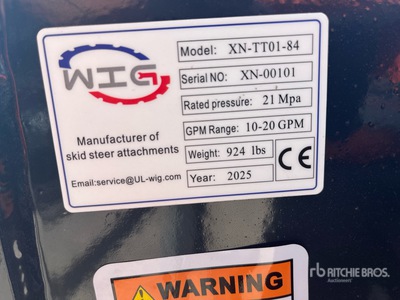 WIG
Manufacturer of
skid steer attachments
Email:service@UL-wig.com
Model: XN-TT01-84
Serial NO: XN-00101
Rated pressure: 21 Mpa
GPM Range: 10-20 GPM
Weight: 924 lbs
Year: 2025
CE
WARNING
rb RITCHIE BROS.
Auctioneers